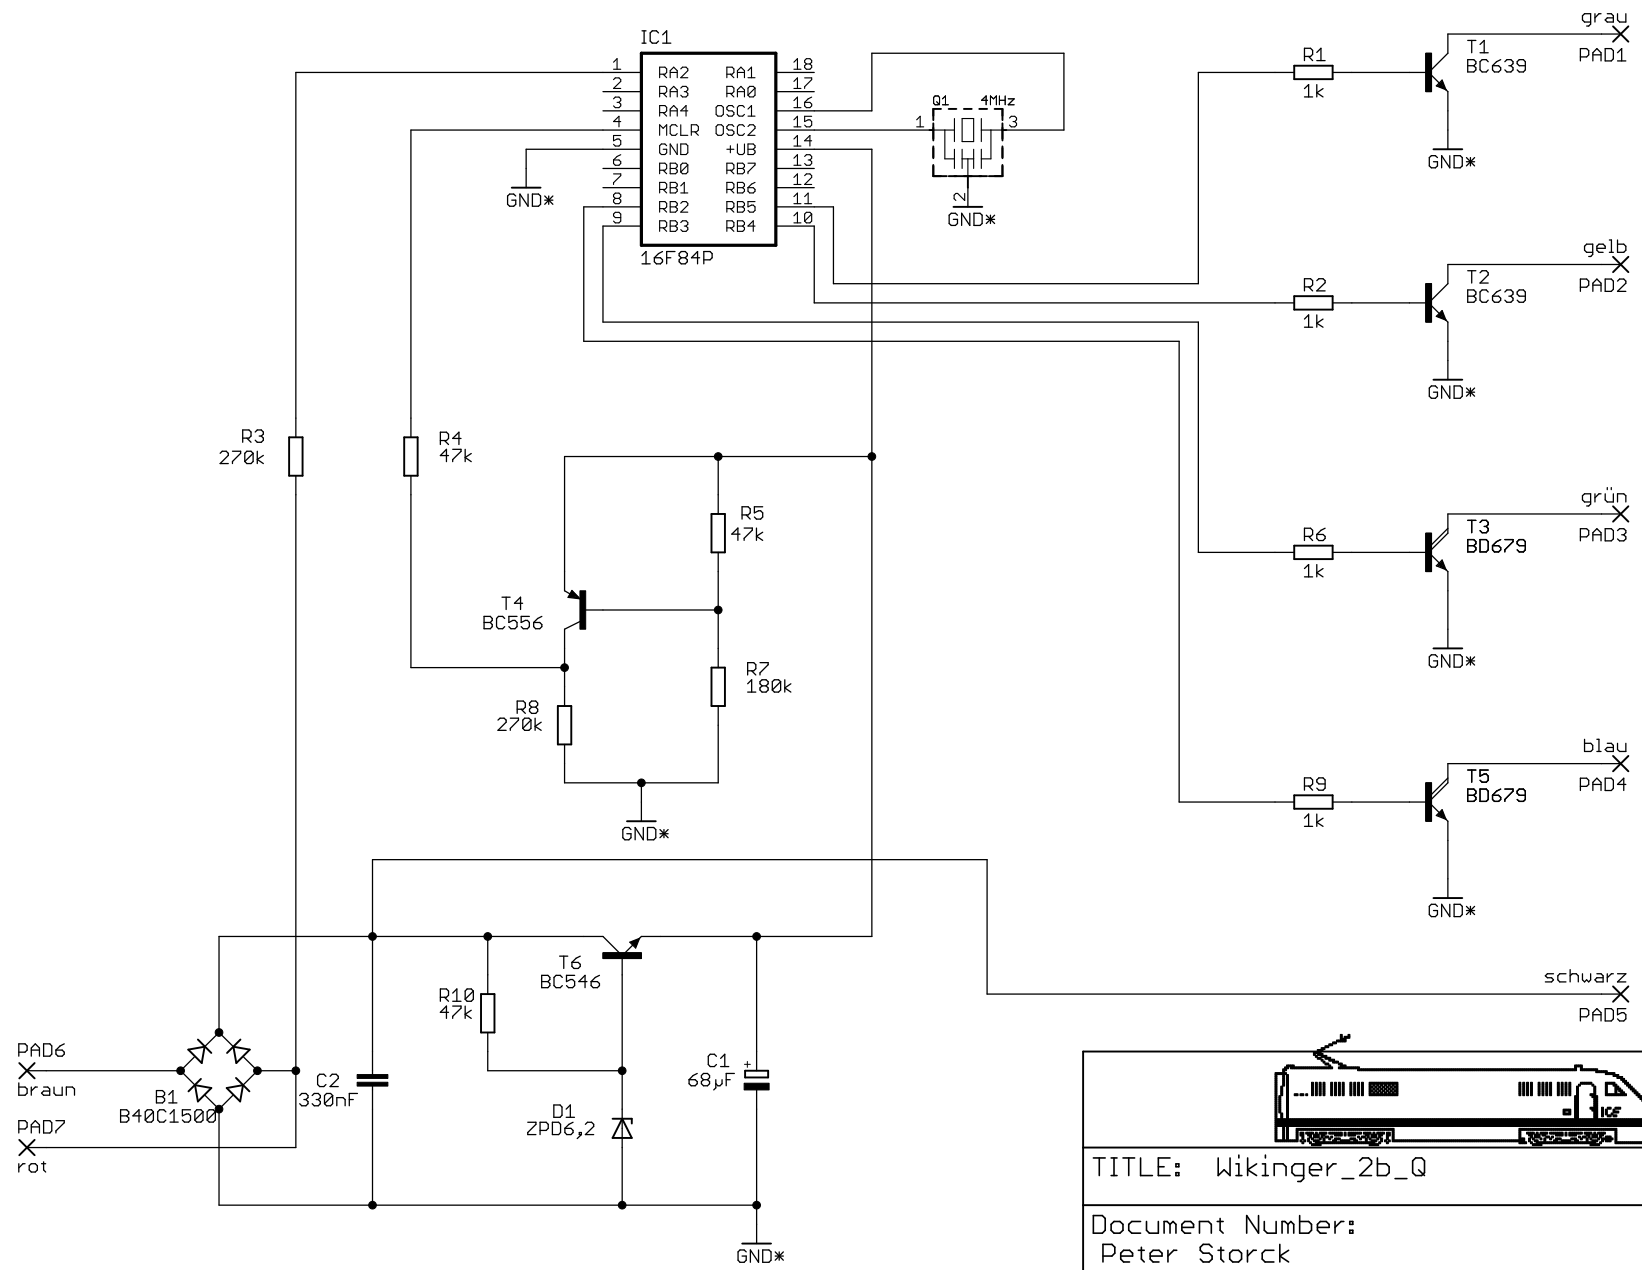 grau
PAD1
T1
BC639
R1
1k
GND*
IC1
1 RA2 RA1 18
2 RA3 RA0 17
3 RA4 OSC1 16
4 MCLR OSC2 15
5 GND +UB 14
6 RB0 RB7 13
7 RB1 RB6 12
8 RB2 RB5 11
9 RB3 RB4 10
16F84P
GND*
Q1 4MHz
1 3
2
GND*
gelb
PAD2
T2
BC639
R2
1k
GND*
R3
270k
R4
47k
R5
47k
grün
PAD3
T3
BD679
R6
1k
GND*
T4
BC556
R7
180k
R8
270k
GND*
blau
PAD4
T5
BD679
R9
1k
GND*
schwarz
PAD5
T6
BC546
R10
47k
PAD6
braun
B1
B40C1500
PAD7
rot
C2
330nF
D1
ZPD6,2
C1
+
68µF
GND*
ICE
TITLE: Wikinger_2b_Q
Document Number:
Peter Storck